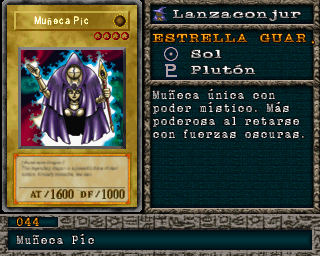 Muñeca Pic
AT/1600 DF/1000
Lanzaconjur
ESTRELLA GUAR.
Sol
Plutón
Muñeca única con
poder místico. Más
poderosa al retarse
con fuerzas oscuras.
044
Muñeca Pic